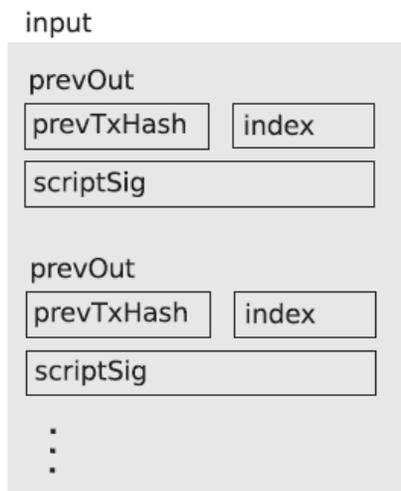 input
prevOut
prevTxHash index
scriptSig
prevOut
prevTxHash index
scriptSig